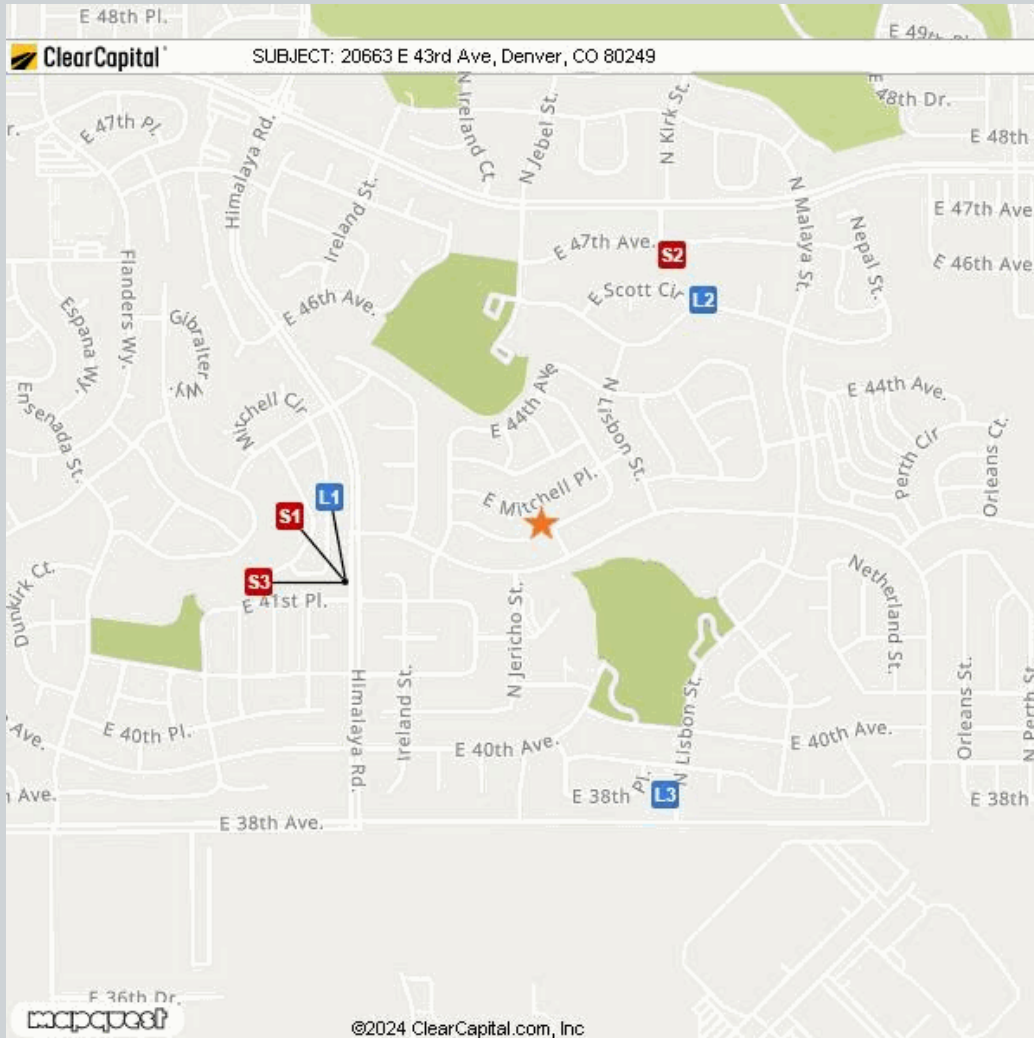 E 48th Pl.
E 49th Pl.
ClearCapital
SUBJECT: 20663 E 43rd Ave, Denver, CO 80249
E 47th Pl.
Himalaya Rd.
N Ireland Ct.
N Jebel St.
N Kirk St.
E 48th Dr.
E 48th
r.
Ireland St.
N Malaya St.
E 47th Ave
Nepal St.
E 47th Ave.
S2
E 46th Ave
Flanders Wy.
Espana Wy.
Gibralter Wy.
E 46th Ave.
E Scott Cir
L2
Ensenada St.
Mitchell Cir
E 44th Ave
N Lisbon St.
E 44th Ave.
Perth Cir
Orleans Ct.
L1
S1
E Mitchell Pl.
Dunkirk Ct.
S3
E 41st Pl.
N Jericho St.
Netherland St.
Himalaya Rd.
Ireland St.
N Lisbon St.
Orleans St.
N Perth St.
Ave.
E 40th Pl.
E 40th Ave.
E 40th Ave.
Ave.
E 38th Pl.
L3
E 38th
E 38th Ave.
E 36th Dr.
mapquest
©2024 ClearCapital.com, Inc